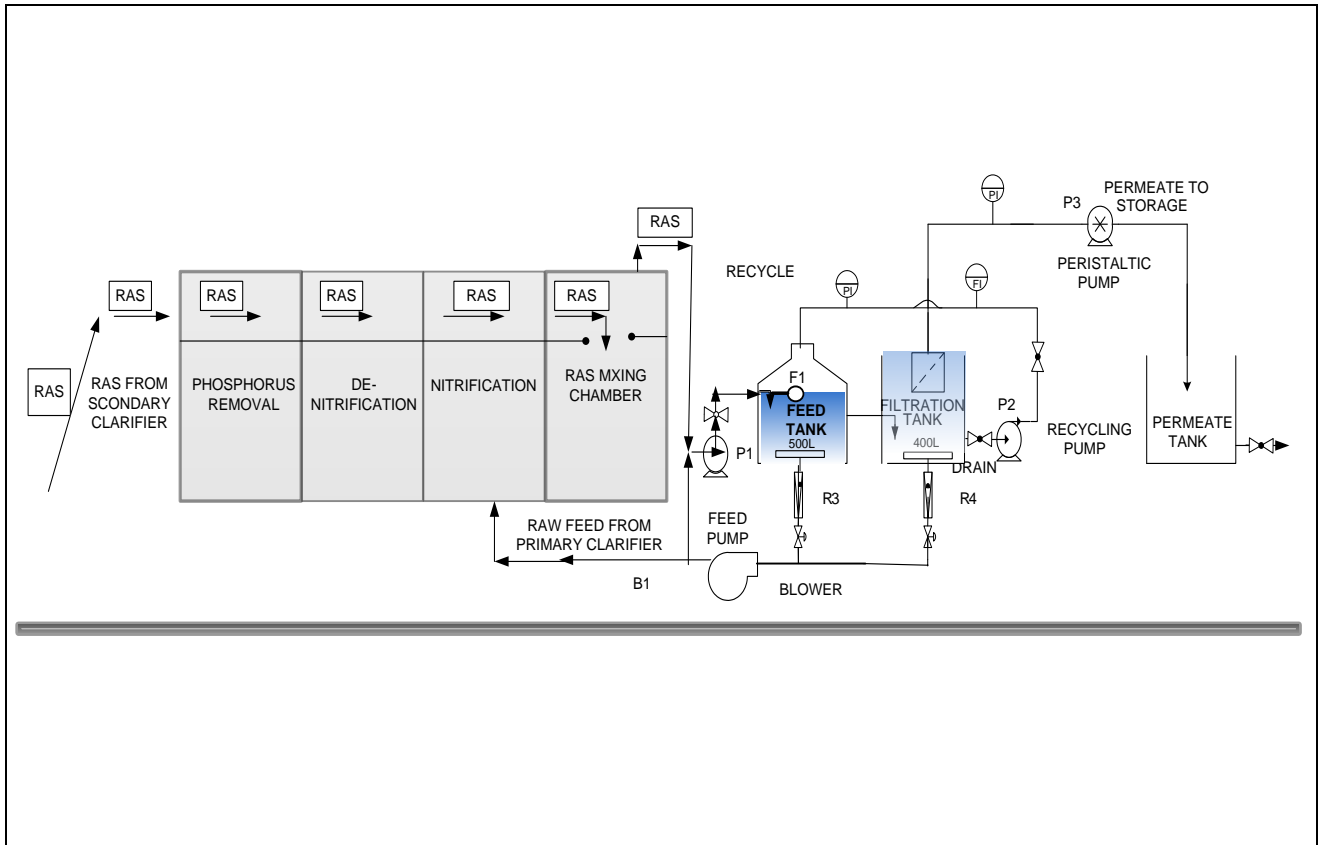 RAS
RAS
RAS FROM
SCONDARY
CLARIFIER
RAS
PHOSPHORUS
REMOVAL
RAS
DE-
NITRIFICATION
RAS
NITRIFICATION
RAS
RAS MXING
CHAMBER
RAS
RAW FEED FROM
PRIMARY CLARIFIER
B1
FEED
PUMP
BLOWER
P1
RECYCLE
PI
FI
PI
F1
FEED
TANK
500L
FILTRATION
TANK
400L
DRAIN
R3
R4
P2
RECYCLING
PUMP
P3
PERMEATE TO
STORAGE
PERISTALTIC
PUMP
PERMEATE
TANK